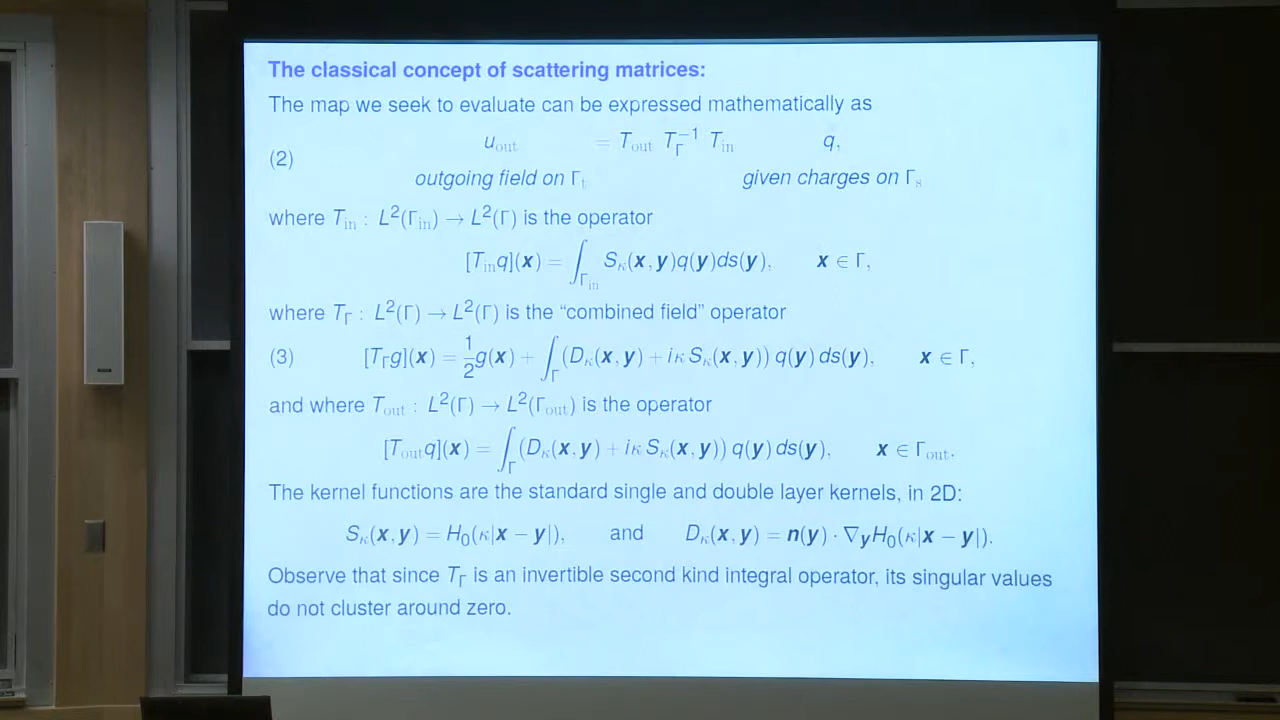 The classical concept of scattering matrices:
The map we seek to evaluate can be expressed mathematically as
(2) u_out = T_out T_Γ^{-1} T_in q,
outgoing field on Γ_t given charges on Γ_s
where T_in : L²(Γ_in) → L²(Γ) is the operator
[T_in q](x) = ∫_{Γ_in} S_κ(x, y)q(y)ds(y), x ∈ Γ,
where T_Γ : L²(Γ) → L²(Γ) is the “combined field” operator
(3) [T_Γ g](x) = 1/2 g(x) + ∫_Γ (D_κ(x, y) + iκ S_κ(x, y)) q(y) ds(y), x ∈ Γ,
and where T_out : L²(Γ) → L²(Γ_out) is the operator
[T_out q](x) = ∫_Γ (D_κ(x, y) + iκ S_κ(x, y)) q(y) ds(y), x ∈ Γ_out.
The kernel functions are the standard single and double layer kernels, in 2D:
S_κ(x, y) = H_0(κ|x − y|), and D_κ(x, y) = n(y) · ∇_y H_0(κ|x − y|).
Observe that since T_Γ is an invertible second kind integral operator, its singular values
do not cluster around zero.